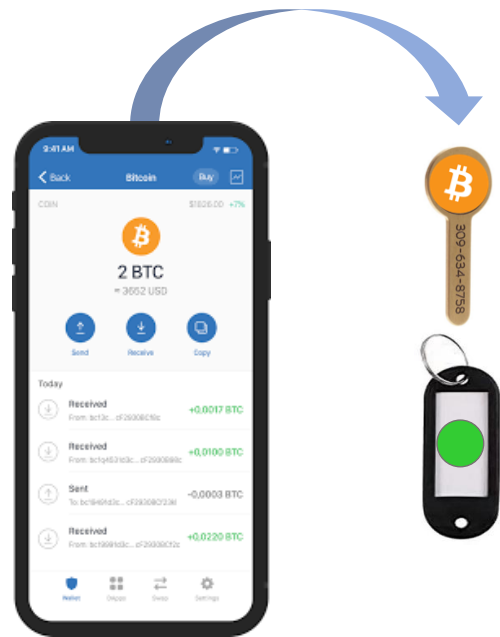 9:41 AM
Back
Bitcoin
Buy
COIN
$1826.00 +7%
2 BTC
≈ 3652 USD
Send
Receive
Copy
Today
Received
+0,0017 BTC
Received
+0,0100 BTC
Sent
-0,0003 BTC
Received
+0,0220 BTC
Wallet
DApps
Swap
Settings
309-634-8758